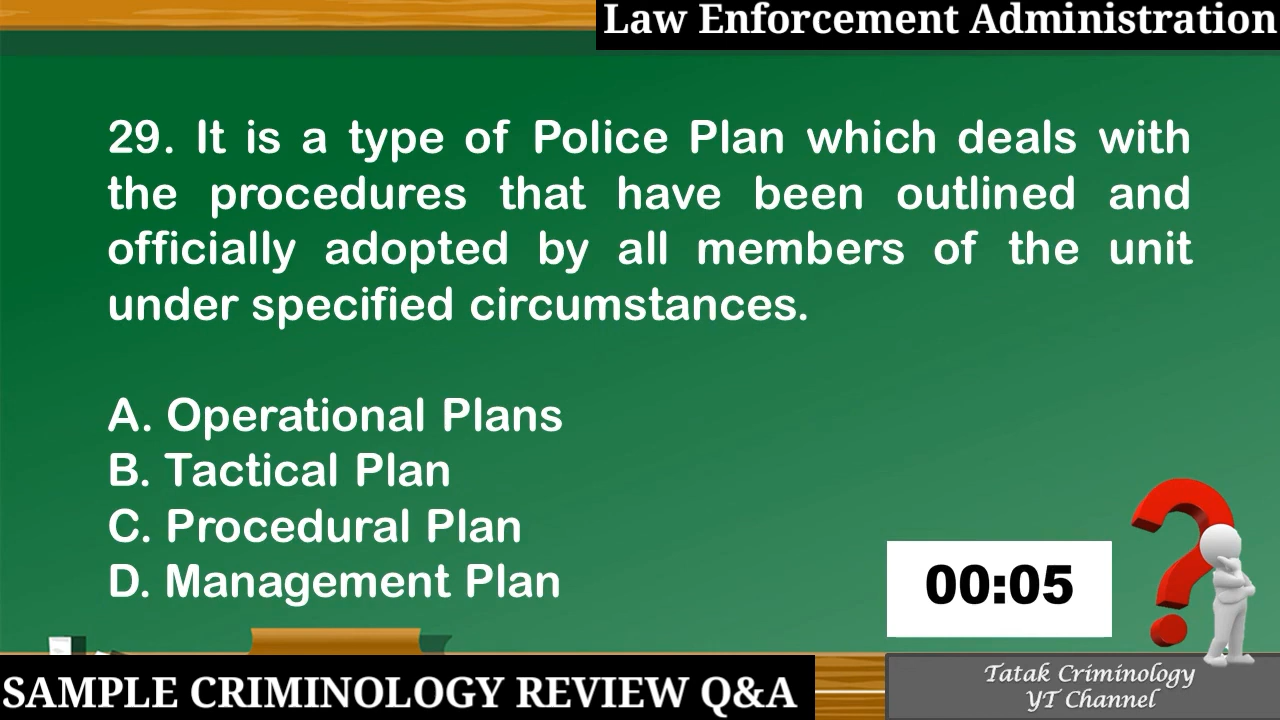 Law Enforcement Administration
29. It is a type of Police Plan which deals with
the procedures that have been outlined and
officially adopted by all members of the unit
under specified circumstances.
A. Operational Plans
B. Tactical Plan
C. Procedural Plan
D. Management Plan
00:05
SAMPLE CRIMINOLOGY REVIEW Q&A
Tatak Criminology
YT Channel